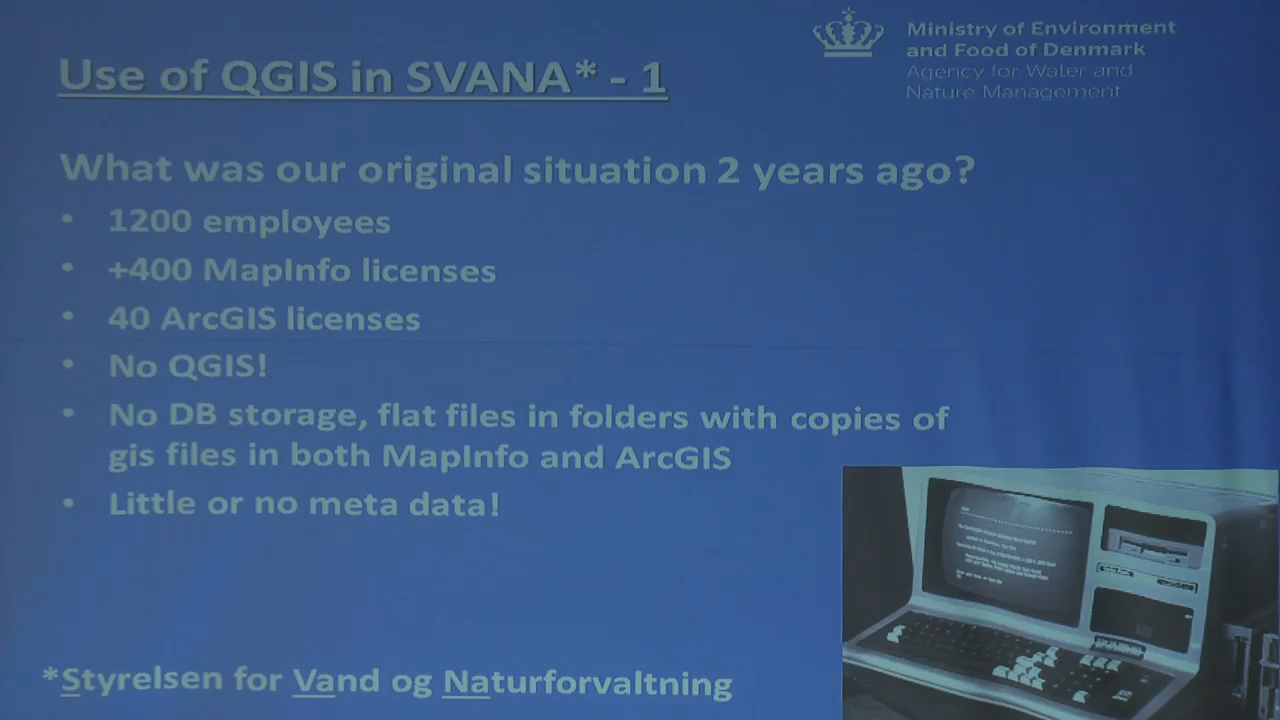 Ministry of Environment
and Food of Denmark
Agency for Water and
Nature Management
Use of QGIS in SVANA* - 1
What was our original situation 2 years ago?
• 1200 employees
• +400 MapInfo licenses
• 40 ArcGIS licenses
• No QGIS!
• No DB storage, flat files in folders with copies of
gis files in both MapInfo and ArcGIS
• Little or no meta data!
*Styrelsen for Vand og Naturforvaltning